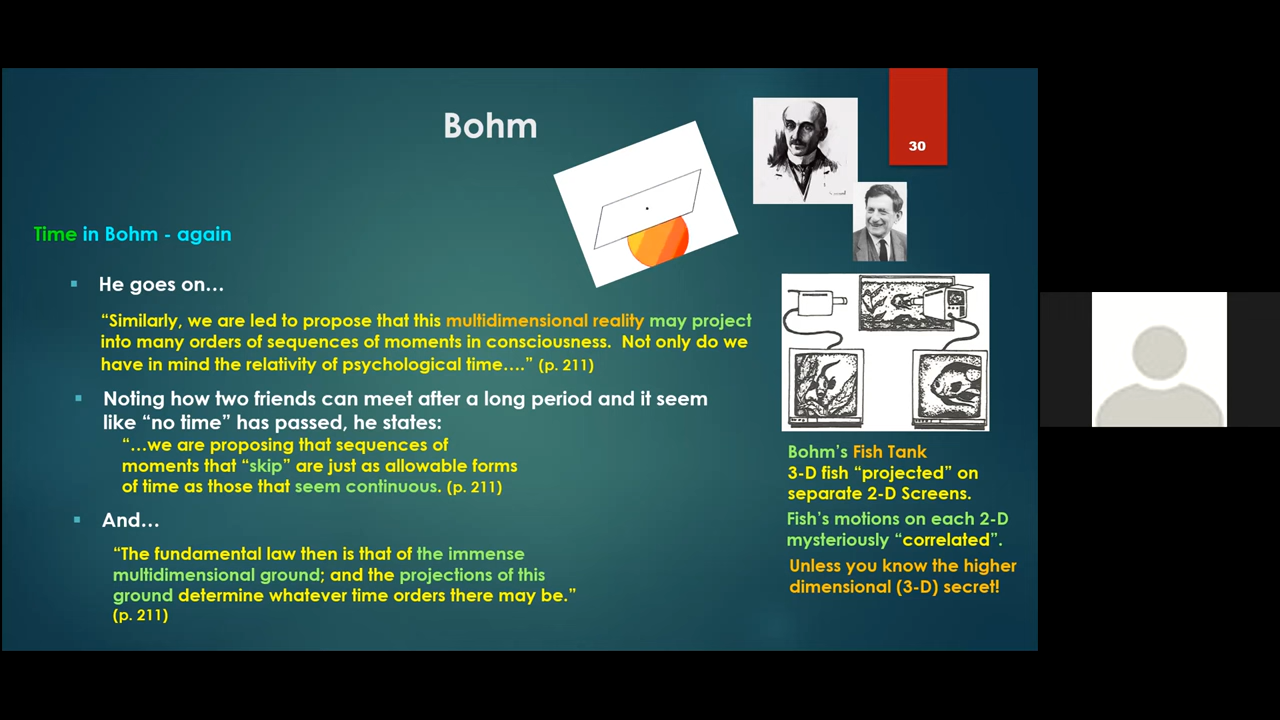 Bohm
30
Time in Bohm - again
He goes on…
“Similarly, we are led to propose that this multidimensional reality may project
into many orders of sequences of moments in consciousness.  Not only do we
have in mind the relativity of psychological time….” (p. 211)
Noting how two friends can meet after a long period and it seem
like “no time” has passed, he states:
“…we are proposing that sequences of
moments that “skip” are just as allowable forms
of time as those that seem continuous. (p. 211)
And…
“The fundamental law then is that of the immense
multidimensional ground; and the projections of this
ground determine whatever time orders there may be.”
(p. 211)
Bohm’s Fish Tank
3-D fish “projected” on
separate 2-D Screens.
Fish’s motions on each 2-D
mysteriously “correlated”.
Unless you know the higher
dimensional (3-D) secret!